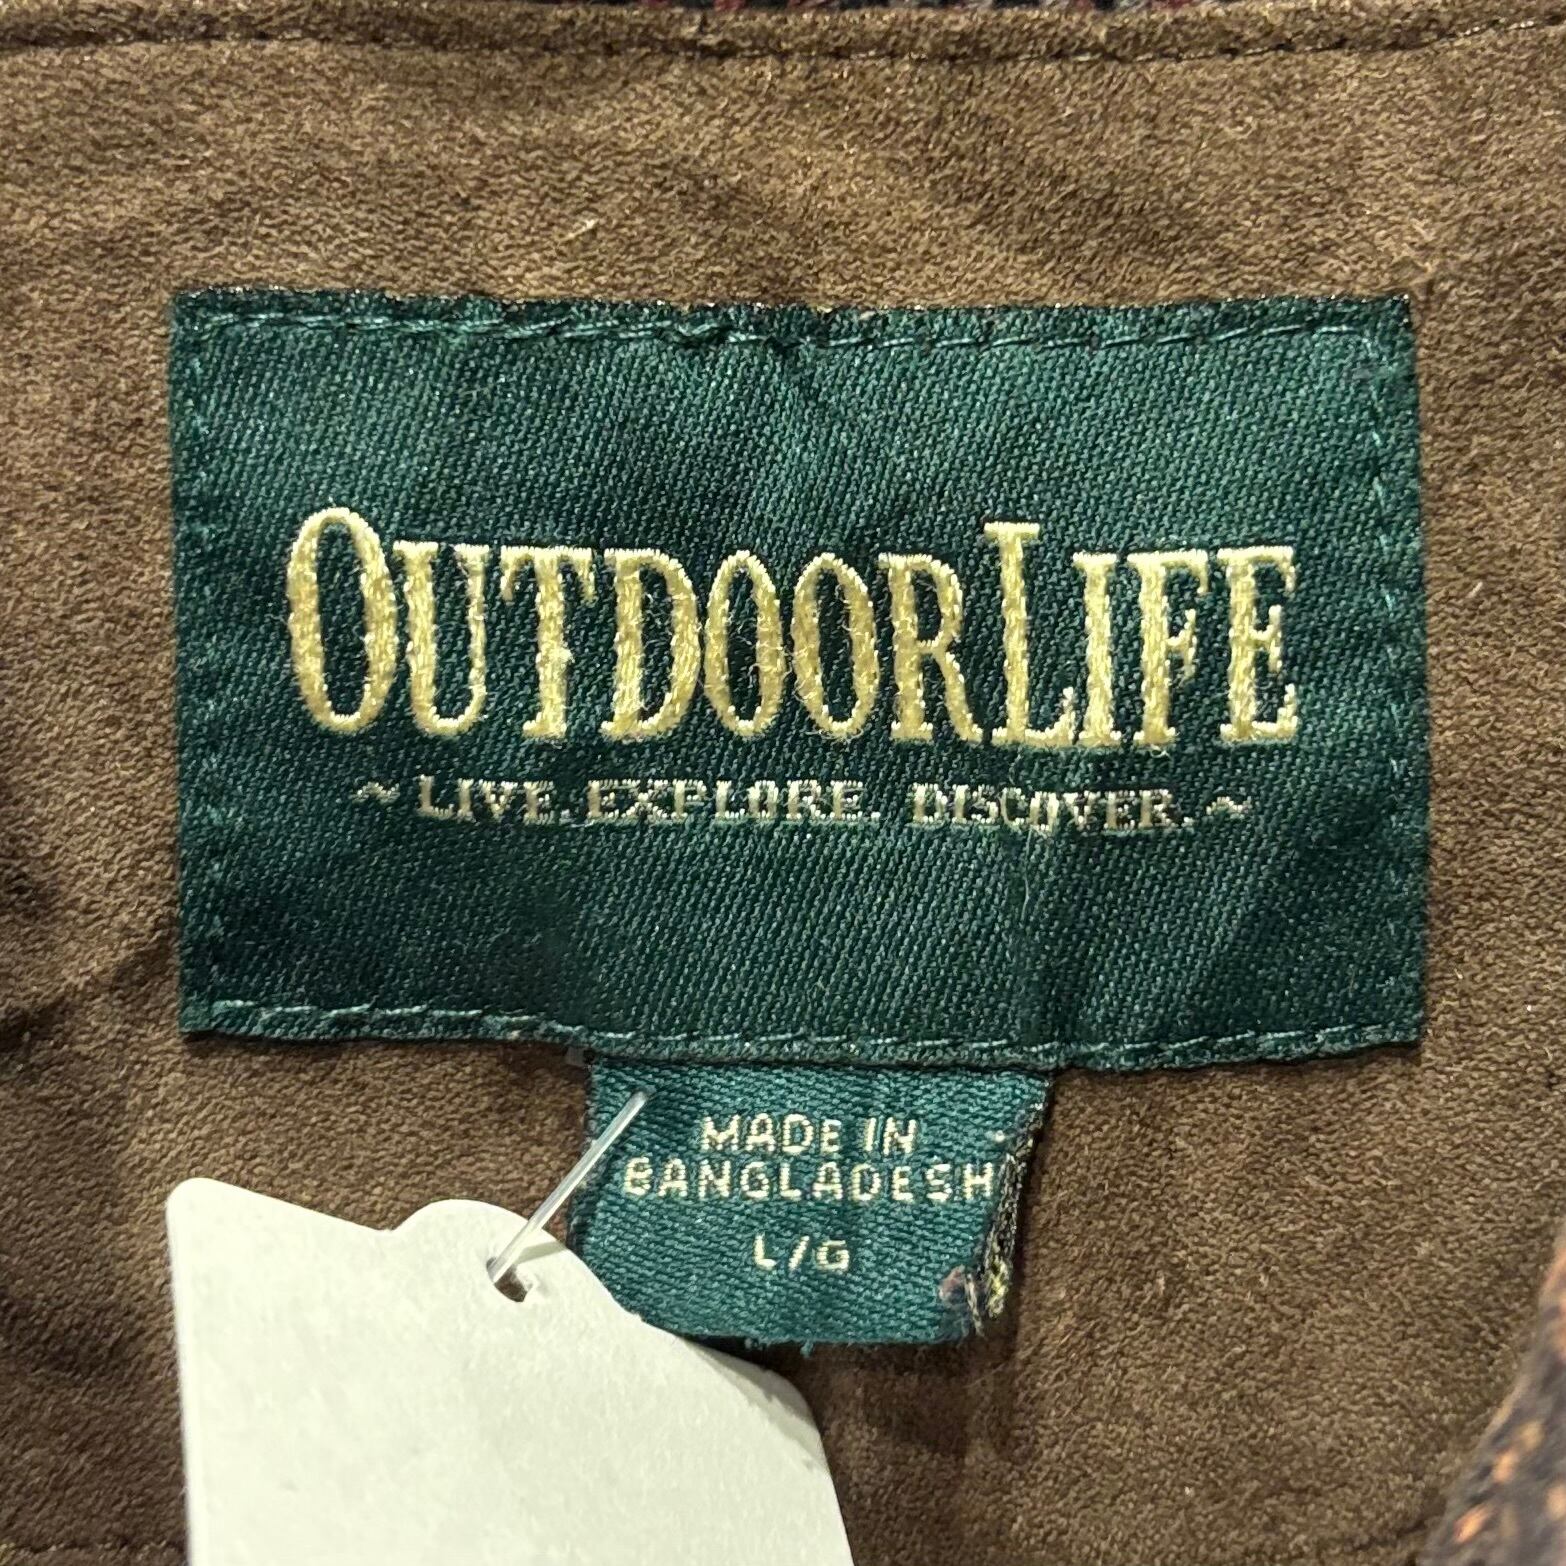 OUTDOORLIFE
~ LIVE. EXPLORE. DISCOVER. ~
MADE IN
BANGLADESH
L/G